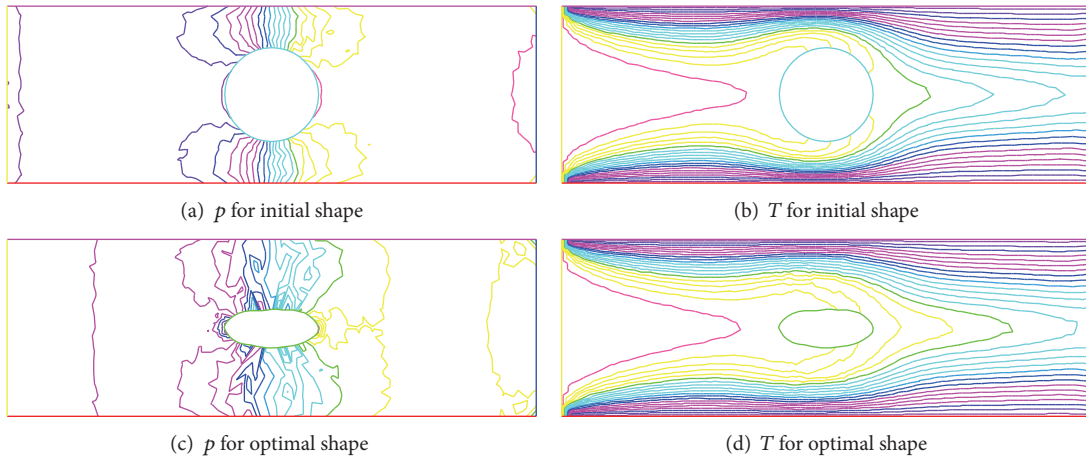 (a) p for initial shape
(b) T for initial shape
(c) p for optimal shape
(d) T for optimal shape